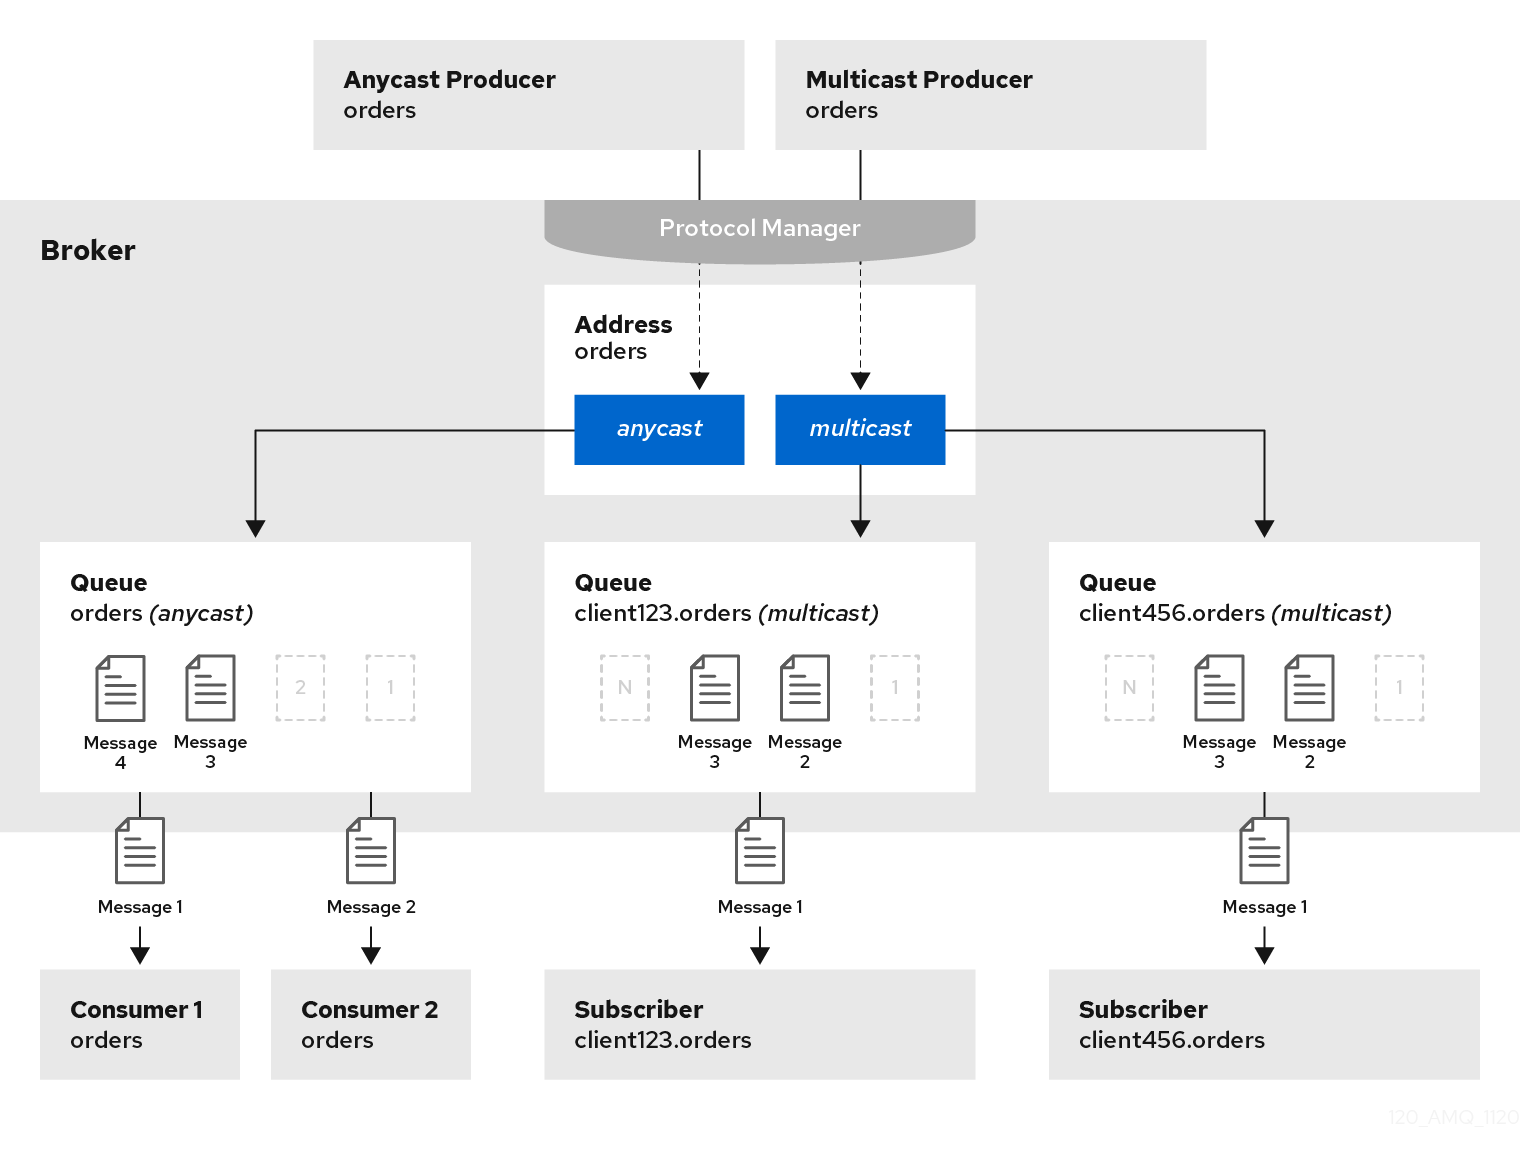 Anycast Producer
orders
Multicast Producer
orders
Protocol Manager
Broker
Address
orders
anycast
multicast
Queue
orders (anycast)
2
1
Message
4
Message
3
Queue
client123.orders (multicast)
N
1
Message
3
Message
2
Queue
client456.orders (multicast)
N
1
Message
3
Message
2
Message 1
Message 2
Message 1
Message 1
Consumer 1
orders
Consumer 2
orders
Subscriber
client123.orders
Subscriber
client456.orders
120_AMQ_1120